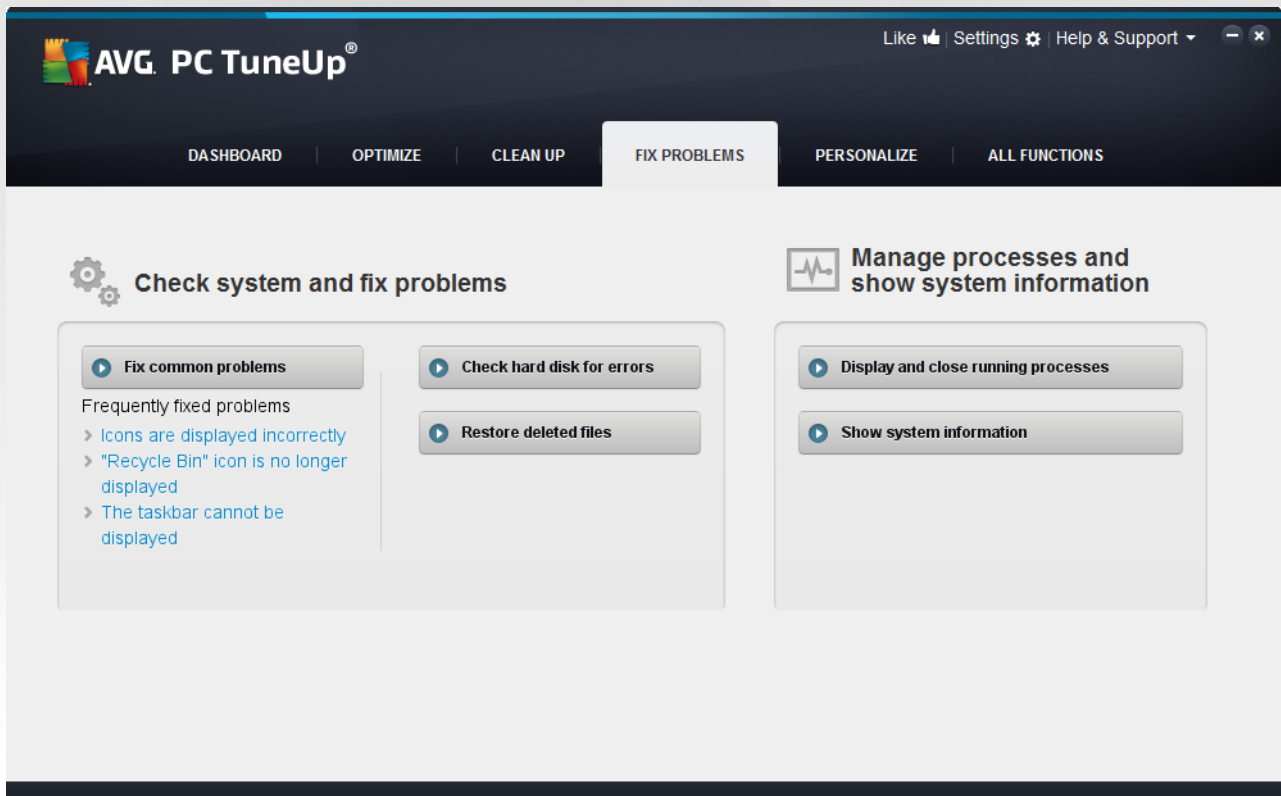 Like | Settings | Help & Support
AVG. PC TuneUp®
DASHBOARD
OPTIMIZE
CLEAN UP
FIX PROBLEMS
PERSONALIZE
ALL FUNCTIONS
Check system and fix problems
Fix common problems
Frequently fixed problems
Icons are displayed incorrectly
"Recycle Bin" icon is no longer
displayed
The taskbar cannot be
displayed
Check hard disk for errors
Restore deleted files
Manage processes and
show system information
Display and close running processes
Show system information